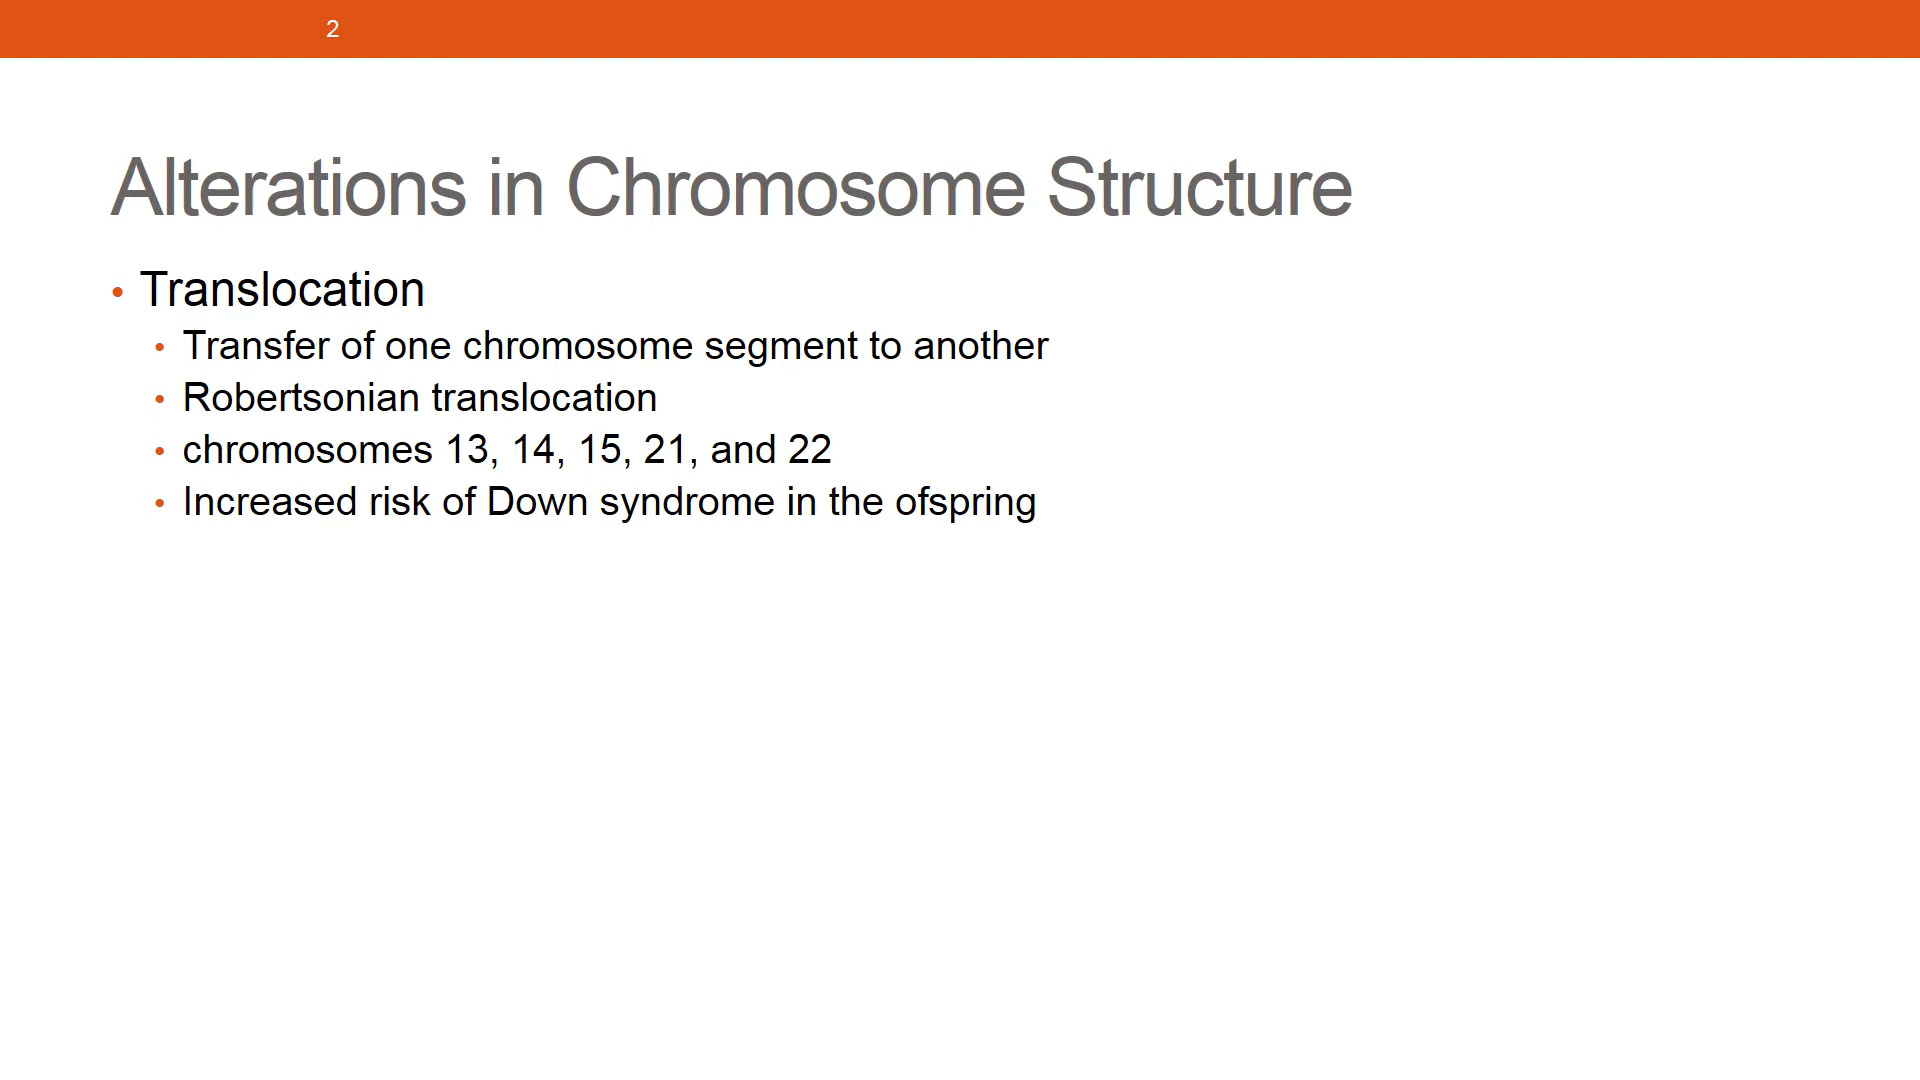 2
Alterations in Chromosome Structure
• Translocation
• Transfer of one chromosome segment to another
• Robertsonian translocation
• chromosomes 13, 14, 15, 21, and 22
• Increased risk of Down syndrome in the ofspring